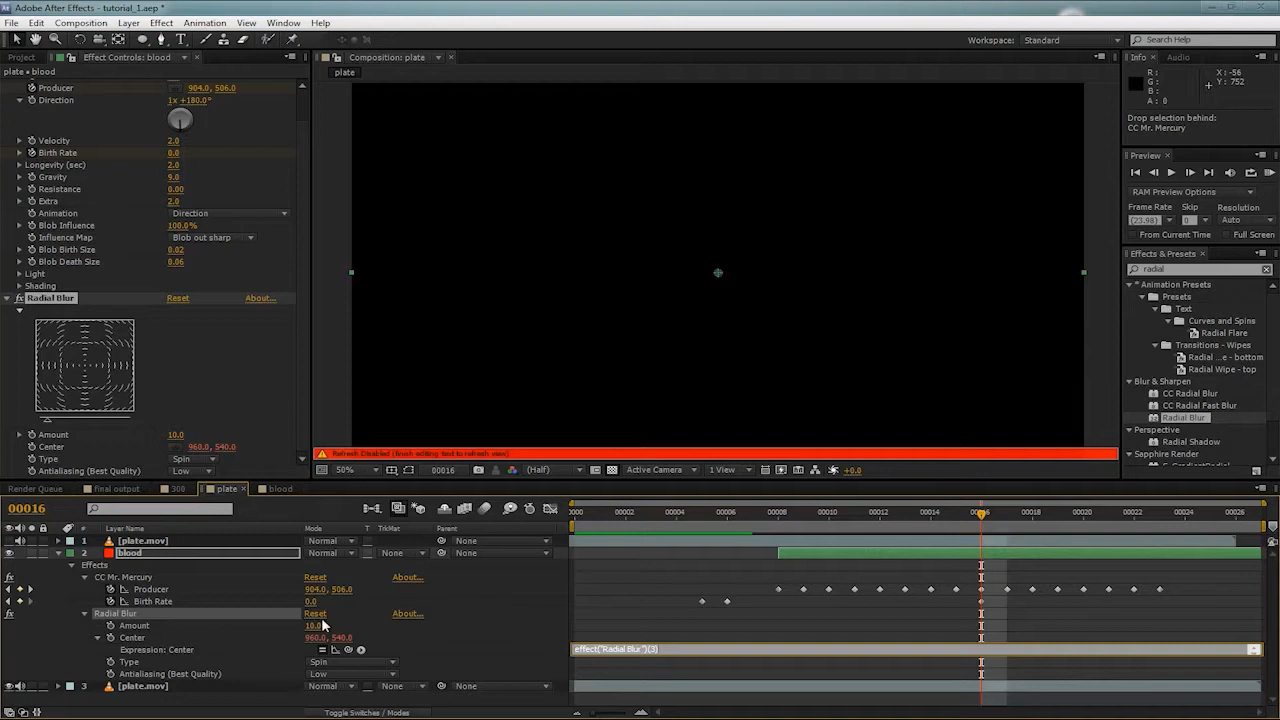 Adobe After Effects - tutorial_1.aep *
File Edit Composition Layer Effect Animation View Window Help
Workspace: Standard
Search Help
Project Effect Controls: blood
Composition: plate
Info Audio
plate • blood
plate
Producer 904.0, 506.0
Direction 1x +180.0°
Velocity 2.0
Birth Rate 0.0
Longevity (sec) 2.0
Gravity 9.0
Resistance 0.00
Extra 2.0
Animation Direction
Blob Influence 100.0%
Influence Map Blob out sharp
Blob Birth Size 0.02
Blob Death Size 0.06
Light
Shading
Radial Blur Reset About...
Amount 10.0
Center 960.0, 540.0
Type Spin
Antialiasing (Best Quality) Low
R :
G :
B :
A : 0
X : -56
Y : 752
Drop selection behind:
CC Mr. Mercury
Preview
RAM Preview Options
Frame Rate Skip Resolution
(23.98) 0 Auto
From Current Time Full Screen
Effects & Presets
radial
* Animation Presets
Presets
Text
Curves and Spins
Radial Flare
Transitions - Wipes
Radial ...e - bottom
Radial Wipe - top
Blur & Sharpen
CC Radial Blur
CC Radial Fast Blur
Radial Blur
Perspective
Radial Shadow
Sapphire Render
Refresh Disabled (finish editing text to refresh view)
50% 00016 (Half) Active Camera 1 View +0.0
Render Queue final output 300 plate blood
00016
# Layer Name Mode T TrkMat Parent
0000 00002 00004 00006 00008 00010 00012 00014 00016 00018 00020 00022 00024 00026
1 [plate.mov] Normal None
2 blood Normal None None
Effects
CC Mr. Mercury Reset About...
Producer 904.0, 506.0
Birth Rate 0.0
Radial Blur Reset About...
Amount 10.0
Center 960.0, 540.0
Expression: Center
effect("Radial Blur")(3)
Type Spin
Antialiasing (Best Quality) Low
3 [plate.mov] Normal None None
Toggle Switches / Modes